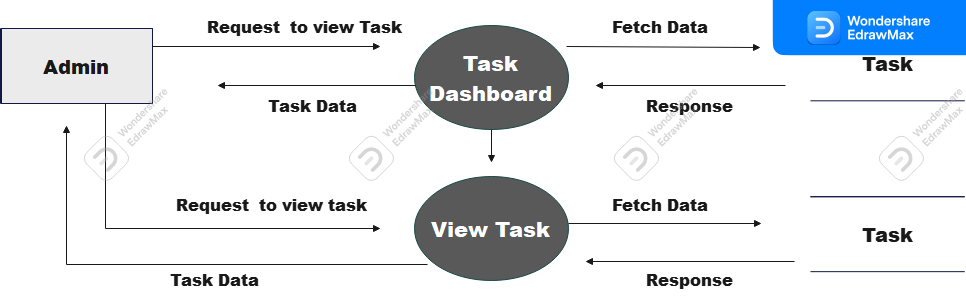 Request  to view Task
Fetch Data
Wondershare
EdrawMax
Admin
Task
Dashboard
Task
Task Data
Response
Wondershare
EdrawMax
Wondershare
EdrawMax
Wondershare
EdrawMax
Wondershare
EdrawMax
Request  to view task
Fetch Data
View Task
Task
Task Data
Response